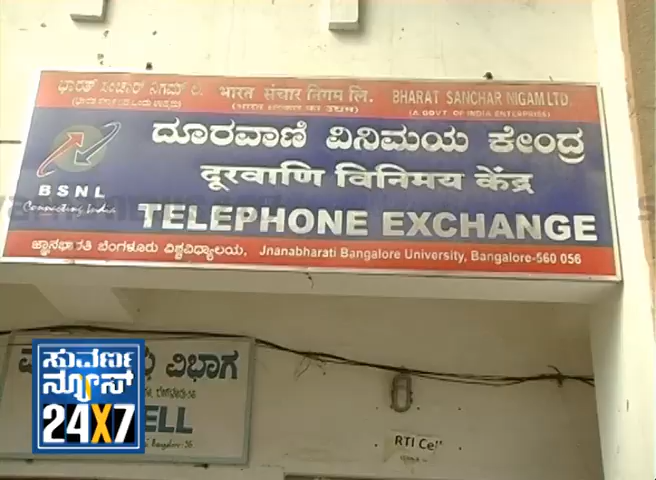 ಭಾರತ್ ಸಂಚಾರ್ ನಿಗಮ್ ಲಿ. भारत संचार निगम लि. BHARAT SANCHAR NIGAM LTD.
(A GOVT. OF INDIA ENTERPRISE)
ದೂರವಾಣಿ ವಿನಿಮಯ ಕೇಂದ್ರ
दूरवाणि विनिमय केंद्र
BSNL
Connecting India
TELEPHONE EXCHANGE
ಜ್ಞಾನಭಾರತಿ ಬೆಂಗಳೂರು ವಿಶ್ವವಿದ್ಯಾಲಯ, Jnanabharati Bangalore University, Bangalore-560 056
ವಿಭಾಗ
ELL
RTI Cell
ಸುವರ್ಣ
ನ್ಯೂಸ್
24X7